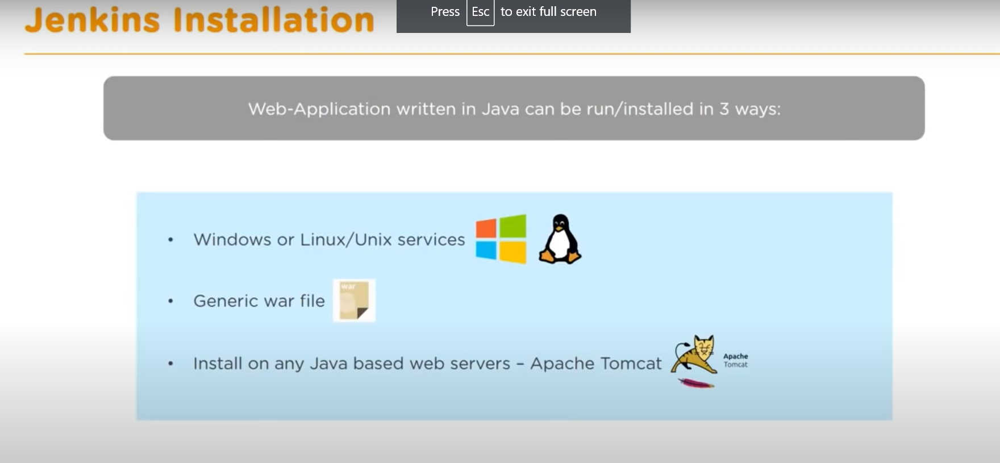 Jenkins Installation
Press Esc to exit full screen
Web-Application written in Java can be run/installed in 3 ways:
• Windows or Linux/Unix services
• Generic war file
war
• Install on any Java based web servers – Apache Tomcat
Apache
Tomcat